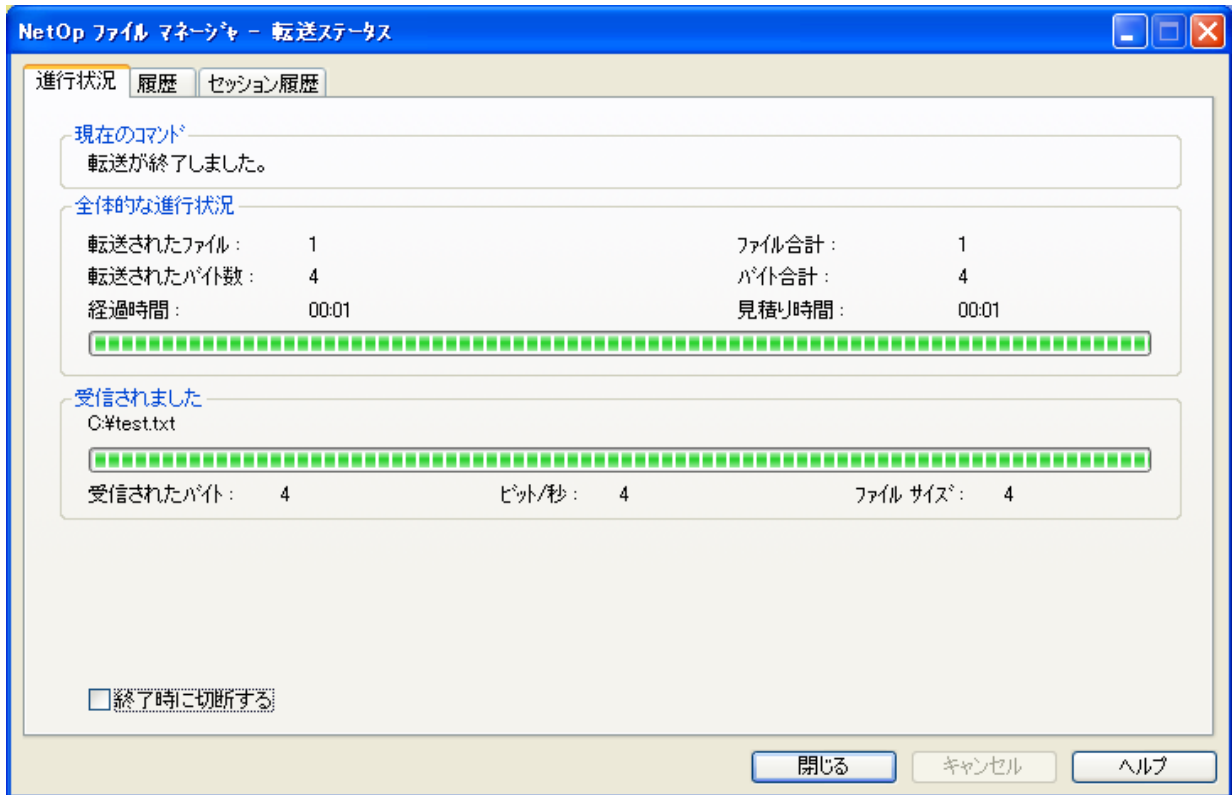 NetOp ファイル マネージャ - 転送ステータス
進行状況 履歴 セッション履歴
現在のコマンド
転送が終了しました。
全体的な進行状況
転送されたファイル: 1 ファイル合計: 1
転送されたバイト数: 4 バイト合計: 4
経過時間: 00:01 見積り時間: 00:01
受信されました
C:¥test.txt
受信されたバイト: 4 ビット/秒: 4 ファイル サイズ: 4
終了時に切断する
閉じる キャンセル ヘルプ